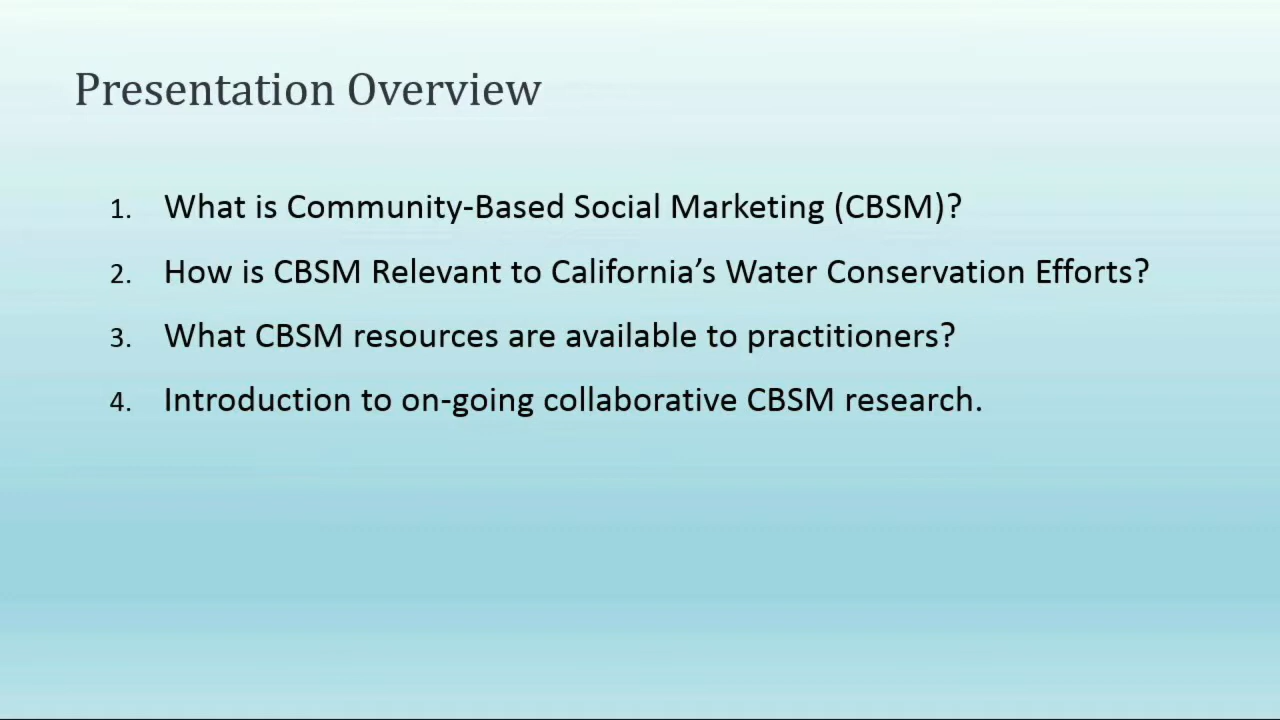 Presentation Overview
1. What is Community-Based Social Marketing (CBSM)?
2. How is CBSM Relevant to California’s Water Conservation Efforts?
3. What CBSM resources are available to practitioners?
4. Introduction to on-going collaborative CBSM research.